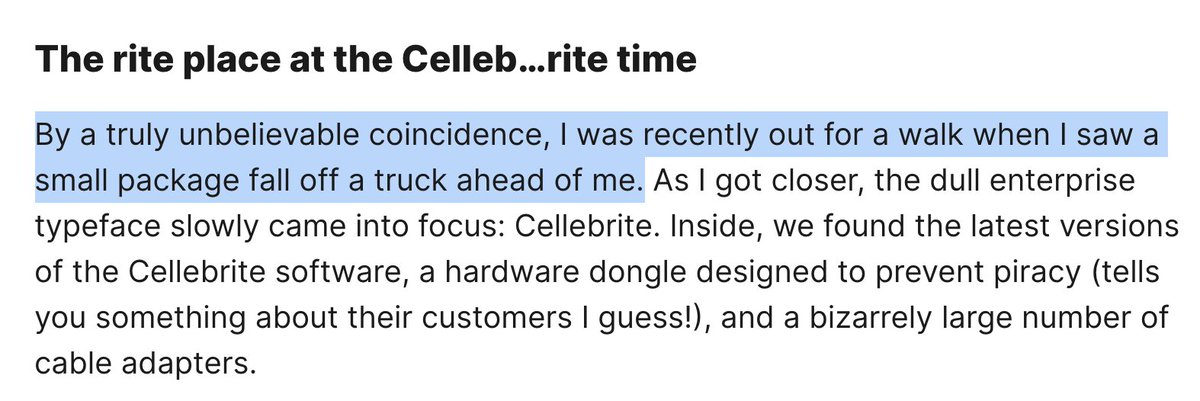 The rite place at the Celleb…rite time
By a truly unbelievable coincidence, I was recently out for a walk when I saw a
small package fall off a truck ahead of me. As I got closer, the dull enterprise
typeface slowly came into focus: Cellebrite. Inside, we found the latest versions
of the Cellebrite software, a hardware dongle designed to prevent piracy (tells
you something about their customers I guess!), and a bizarrely large number of
cable adapters.